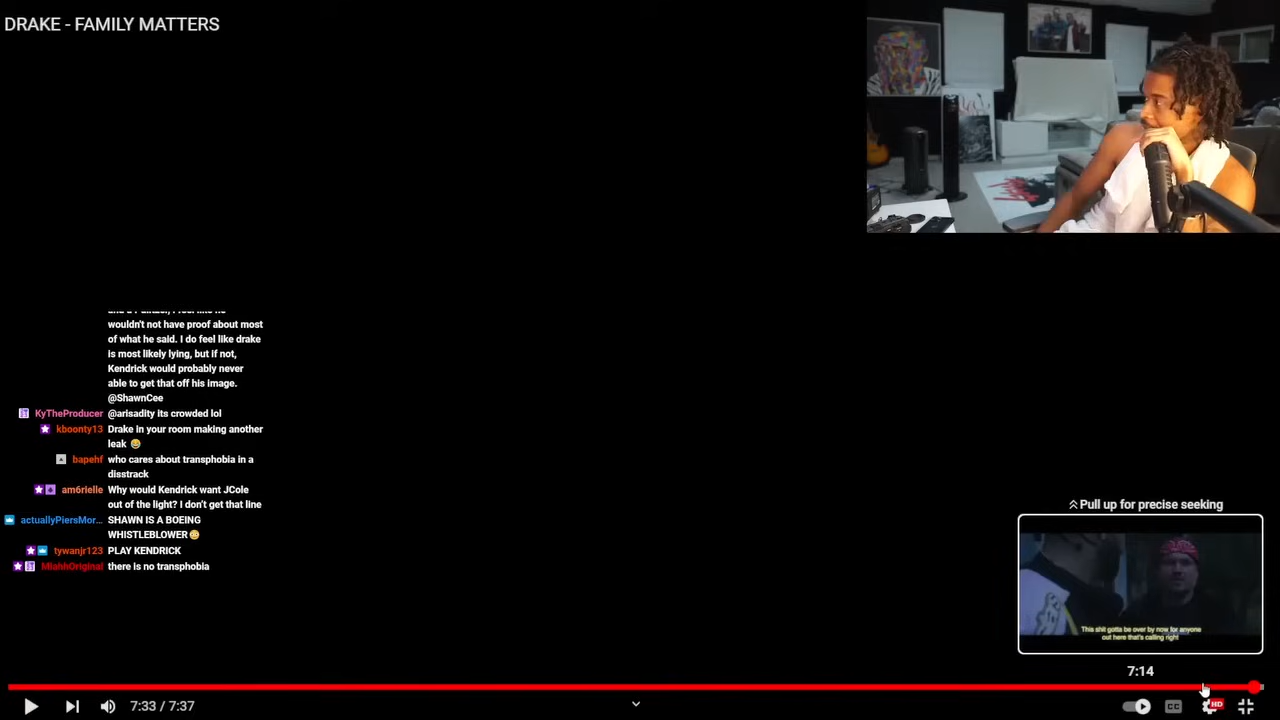 DRAKE - FAMILY MATTERS
wouldn't not have proof about most
of what he said. I do feel like drake
is most likely lying, but if not,
Kendrick would probably never
able to get that off his image.
@ShawnCee
KyTheProducer @arisadity its crowded lol
kboonty13 Drake in your room making another
leak 😅
bapehf who cares about transphobia in a
disstrack
am6rielle Why would Kendrick want JCole
out of the light? I don't get that line
actuallyPiersMor... SHAWN IS A BOEING
WHISTLEBLOWER😳
tywanjr123 PLAY KENDRICK
MiahhOriginal there is no transphobia
Pull up for precise seeking
This shit gotta be over by now for anyone
out here that's calling right
7:14
7:33 / 7:37
CC
HD